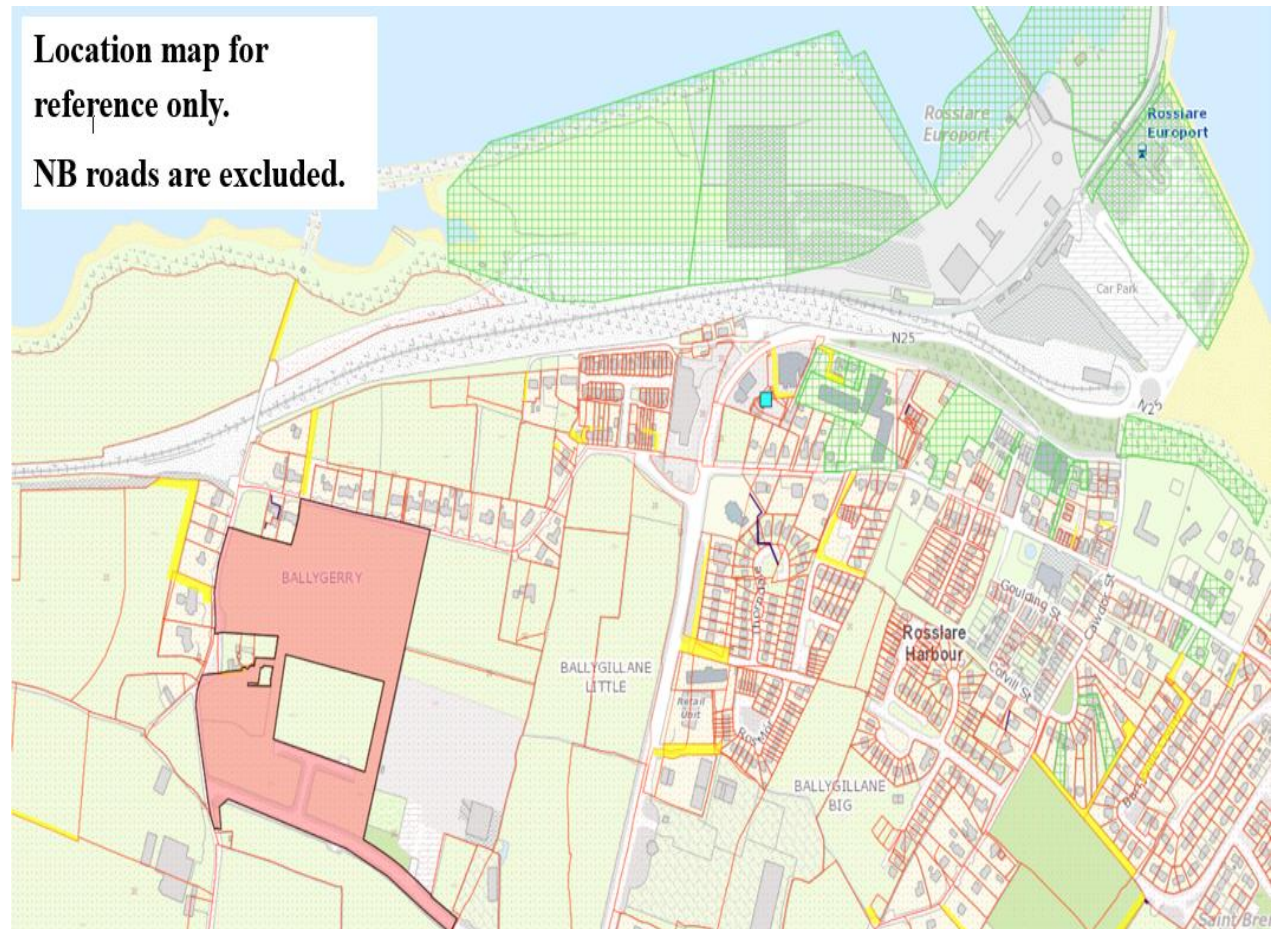 Location map for
reference only.
NB roads are excluded.
Rosslare
Europort
Rosslare
Europort
Car Park
N25
N25
BALLYGERRY
Goulding St
Cawdor St
Rosslare
Harbour
Colvill St
BALLYGILLANE
LITTLE
Retail
Unit
BALLYGILLANE
BIG